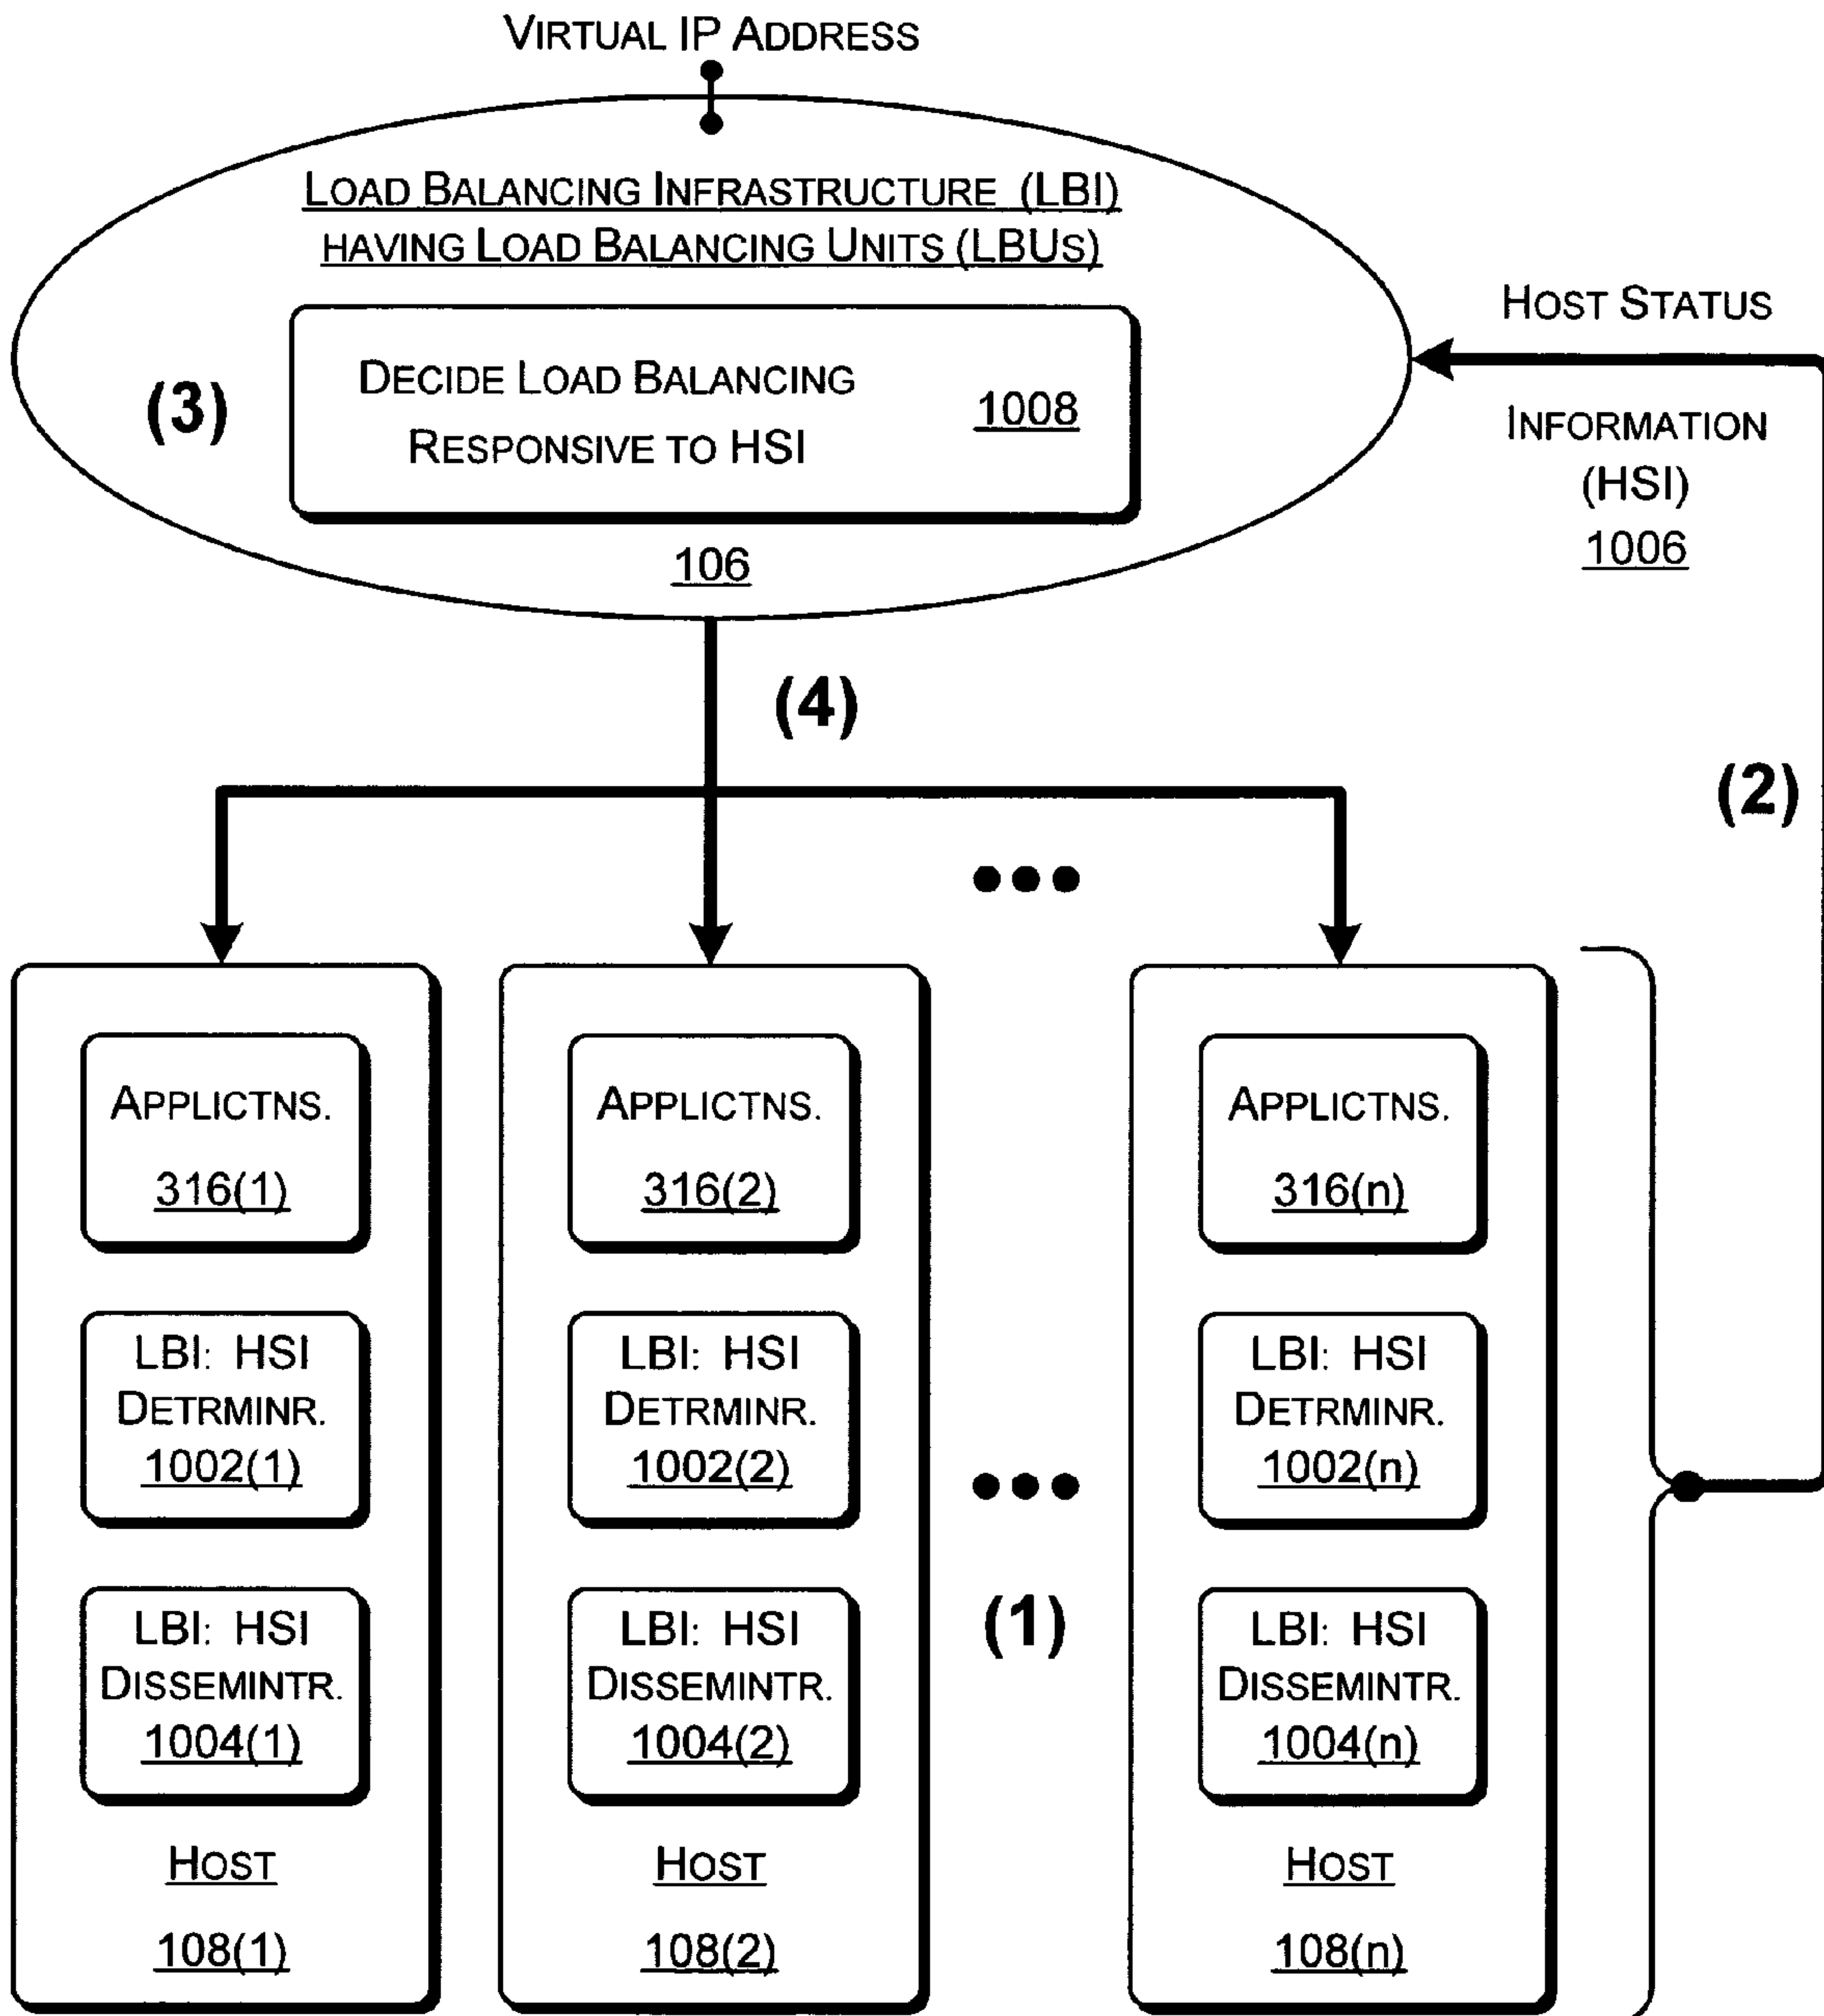 VIRTUAL IP ADDRESS
LOAD BALANCING INFRASTRUCTURE (LBI)
HAVING LOAD BALANCING UNITS (LBUS)
(3)
DECIDE LOAD BALANCING
RESPONSIVE TO HSI
1008
106
HOST STATUS
INFORMATION
(HSI)
1006
(4)
(2)
APPLICTNS.
316(1)
LBI: HSI
DETRMINR.
1002(1)
LBI: HSI
DISSEMINTR.
1004(1)
HOST
108(1)
APPLICTNS.
316(2)
LBI: HSI
DETRMINR.
1002(2)
LBI: HSI
DISSEMINTR.
1004(2)
HOST
108(2)
(1)
APPLICTNS.
316(n)
LBI: HSI
DETRMINR.
1002(n)
LBI: HSI
DISSEMINTR.
1004(n)
HOST
108(n)